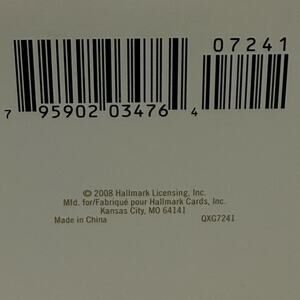 07241
7 95902 03476 4
© 2008 Hallmark Licensing, Inc.
Mfd. for/Fabriqué pour Hallmark Cards, Inc.
Kansas City, MO 64141
Made in China QXG7241